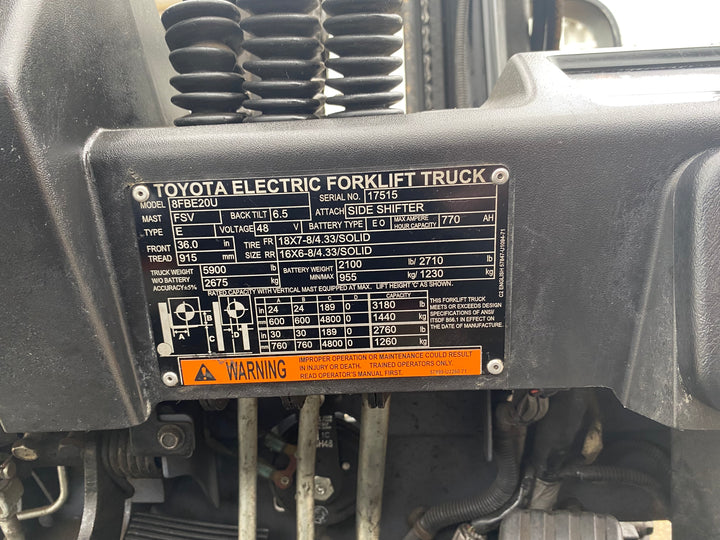 TOYOTA ELECTRIC FORKLIFT TRUCK
MODEL 8FBE20U SERIAL NO. 17515
MAST FSV BACK TILT 6.5 ATTACH SIDE SHIFTER
TYPE E VOLTAGE 48 BATTERY TYPE E O MAX AMPERE HOUR CAPACITY 770 AH
FRONT 36.0 in TIRE FR 18X7-8/4.33/SOLID
TREAD 915 mm SIZE RR 16X6-8/4.33/SOLID
TRUCK WEIGHT 5900 lb BATTERY WEIGHT 2100 lb/ 2710 lb
W/O BATTERY ACCURACY±5% 2675 kg MIN/MAX 955 kg/ 1230 kg
RATED CAPACITY WITH VERTICAL MAST EQUIPPED AT MAX. LIFT HEIGHT 'C' AS SHOWN.
A B C D CAPACITY
in 24 24 189 0 3180 lb
mm 600 600 4800 0 1440 kg
in 30 30 189 0 2760 lb
mm 760 760 4800 0 1260 kg
A B C D
THIS FORKLIFT TRUCK
MEETS OR EXCEEDS DESIGN
SPECIFICATIONS OF ANSI/
ITSDF B56.1 IN EFFECT ON
THE DATE OF MANUFACTURE.
WARNING
IMPROPER OPERATION OR MAINTENANCE COULD RESULT
IN INJURY OR DEATH. TRAINED OPERATORS ONLY.
READ OPERATOR'S MANUAL FIRST.